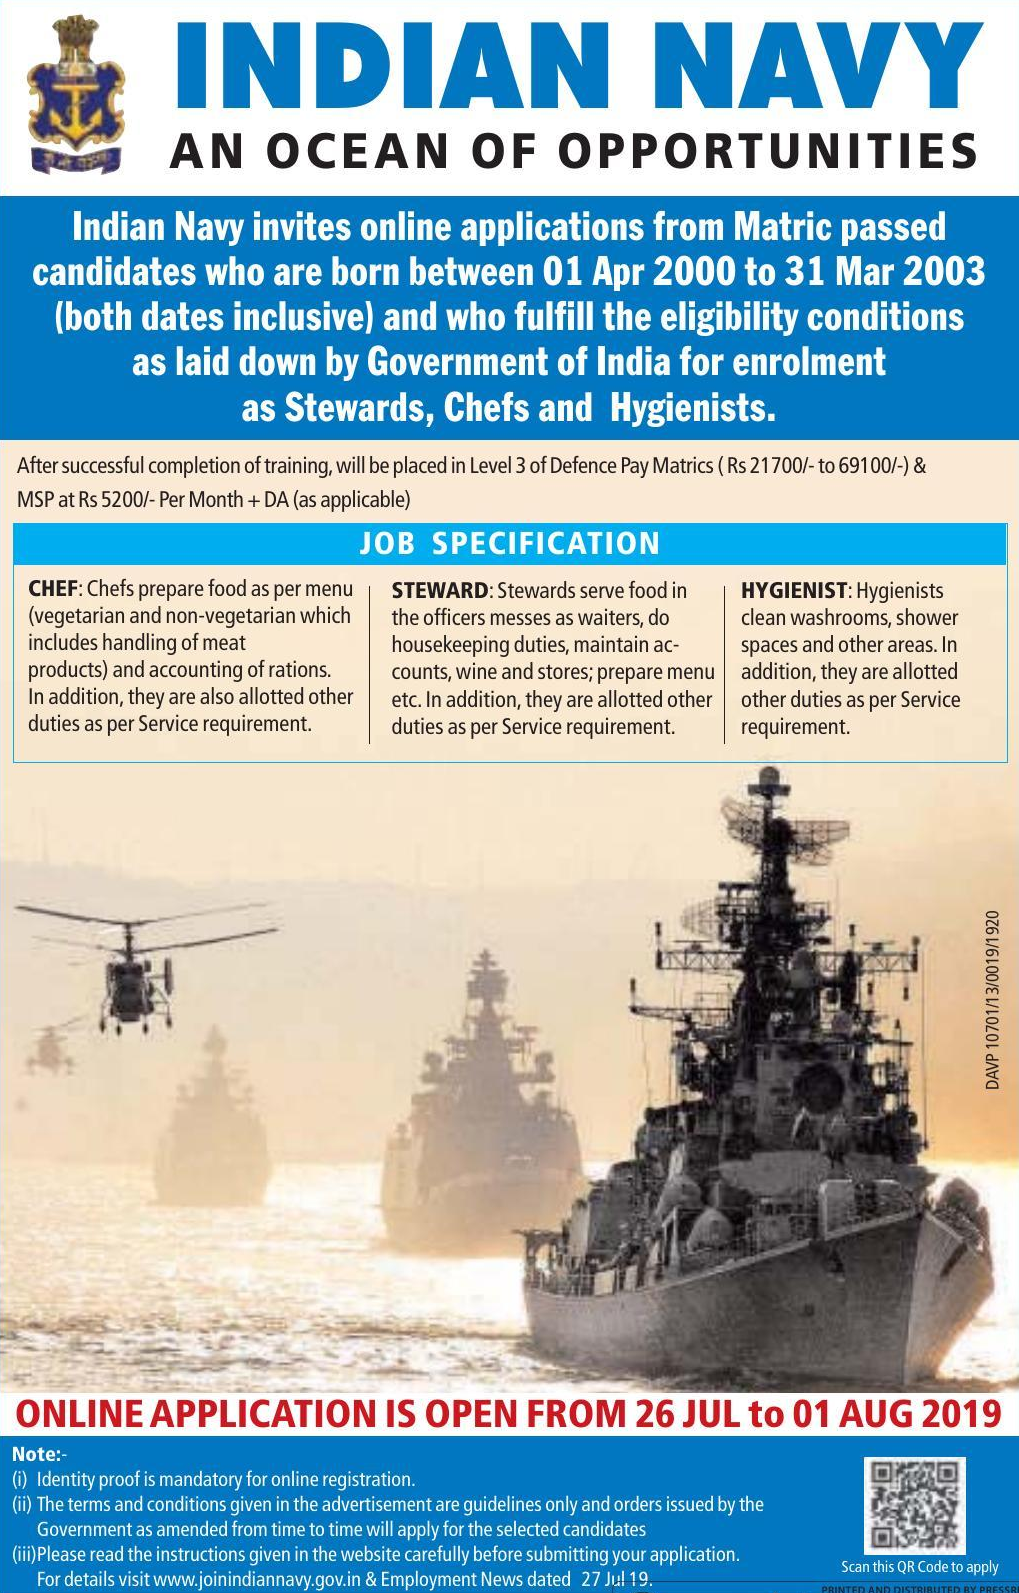 INDIAN NAVY
AN OCEAN OF OPPORTUNITIES
Indian Navy invites online applications from Matric passed
candidates who are born between 01 Apr 2000 to 31 Mar 2003
(both dates inclusive) and who fulfill the eligibility conditions
as laid down by Government of India for enrolment
as Stewards, Chefs and Hygienists.
After successful completion of training, will be placed in Level 3 of Defence Pay Matrics ( Rs 21700/- to 69100/-) &
MSP at Rs 5200/- Per Month + DA (as applicable)
JOB SPECIFICATION
CHEF: Chefs prepare food as per menu
(vegetarian and non-vegetarian which
includes handling of meat
products) and accounting of rations.
In addition, they are also allotted other
duties as per Service requirement.
STEWARD: Stewards serve food in
the officers messes as waiters, do
housekeeping duties, maintain ac-
counts, wine and stores; prepare menu
etc. In addition, they are allotted other
duties as per Service requirement.
HYGIENIST: Hygienists
clean washrooms, shower
spaces and other areas. In
addition, they are allotted
other duties as per Service
requirement.
DAVP 10701/13/0019/1920
ONLINE APPLICATION IS OPEN FROM 26 JUL to 01 AUG 2019
Note:-
(i) Identity proof is mandatory for online registration.
(ii) The terms and conditions given in the advertisement are guidelines only and orders issued by the
Government as amended from time to time will apply for the selected candidates
(iii)Please read the instructions given in the website carefully before submitting your application.
For details visit www.joinindiannavy.gov.in & Employment News dated 27 Jul 19.
Scan this QR Code to apply
PRINTED AND DISTRIBUTED BY